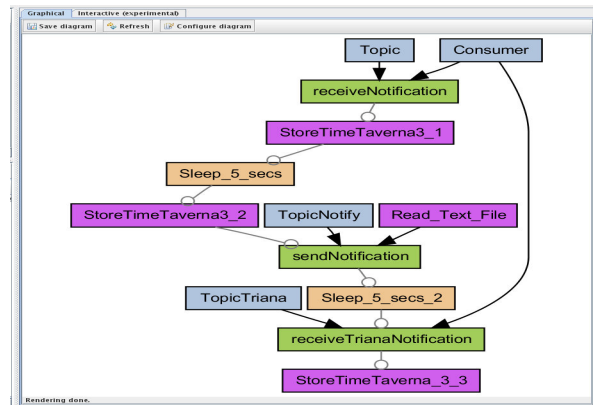 Graphical Interactive (experimental)
Save diagram Refresh Configure diagram
Topic Consumer
receiveNotification
StoreTimeTaverna3_1
Sleep_5_secs
StoreTimeTaverna3_2 TopicNotify Read_Text_File
sendNotification
TopicTriana Sleep_5_secs_2
receiveTrianaNotification
StoreTimeTaverna_3_3
Rendering done.